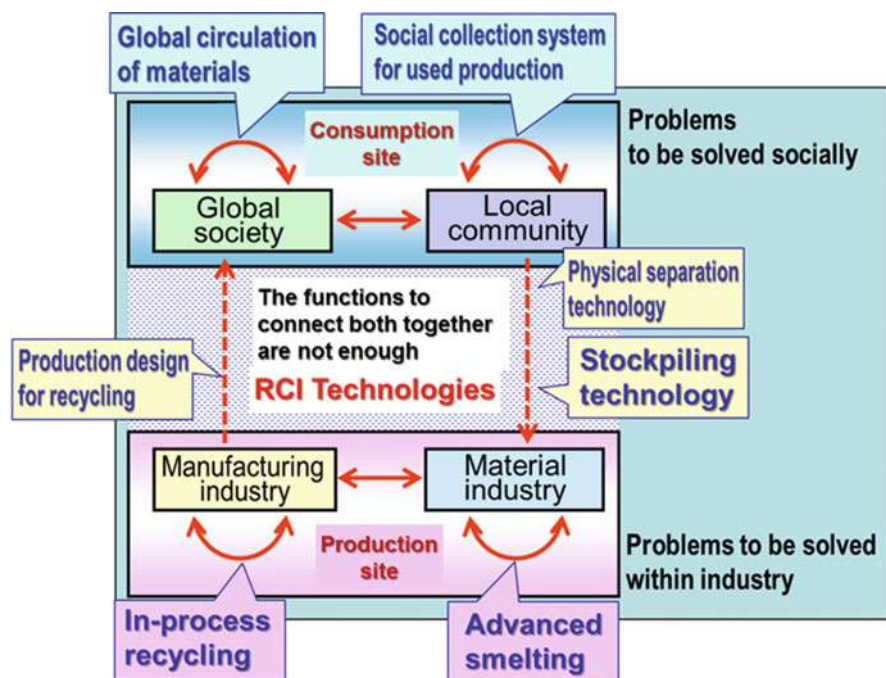 Global circulation
of materials
Social collection system
for used production
Consumption
site
Problems
to be solved socially
Global
society
Local
community
Physical separation
technology
The functions to
connect both together
are not enough
RCI Technologies
Production design
for recycling
Stockpiling
technology
Manufacturing
industry
Material
industry
Production
site
Problems to be solved
within industry
In-process
recycling
Advanced
smelting